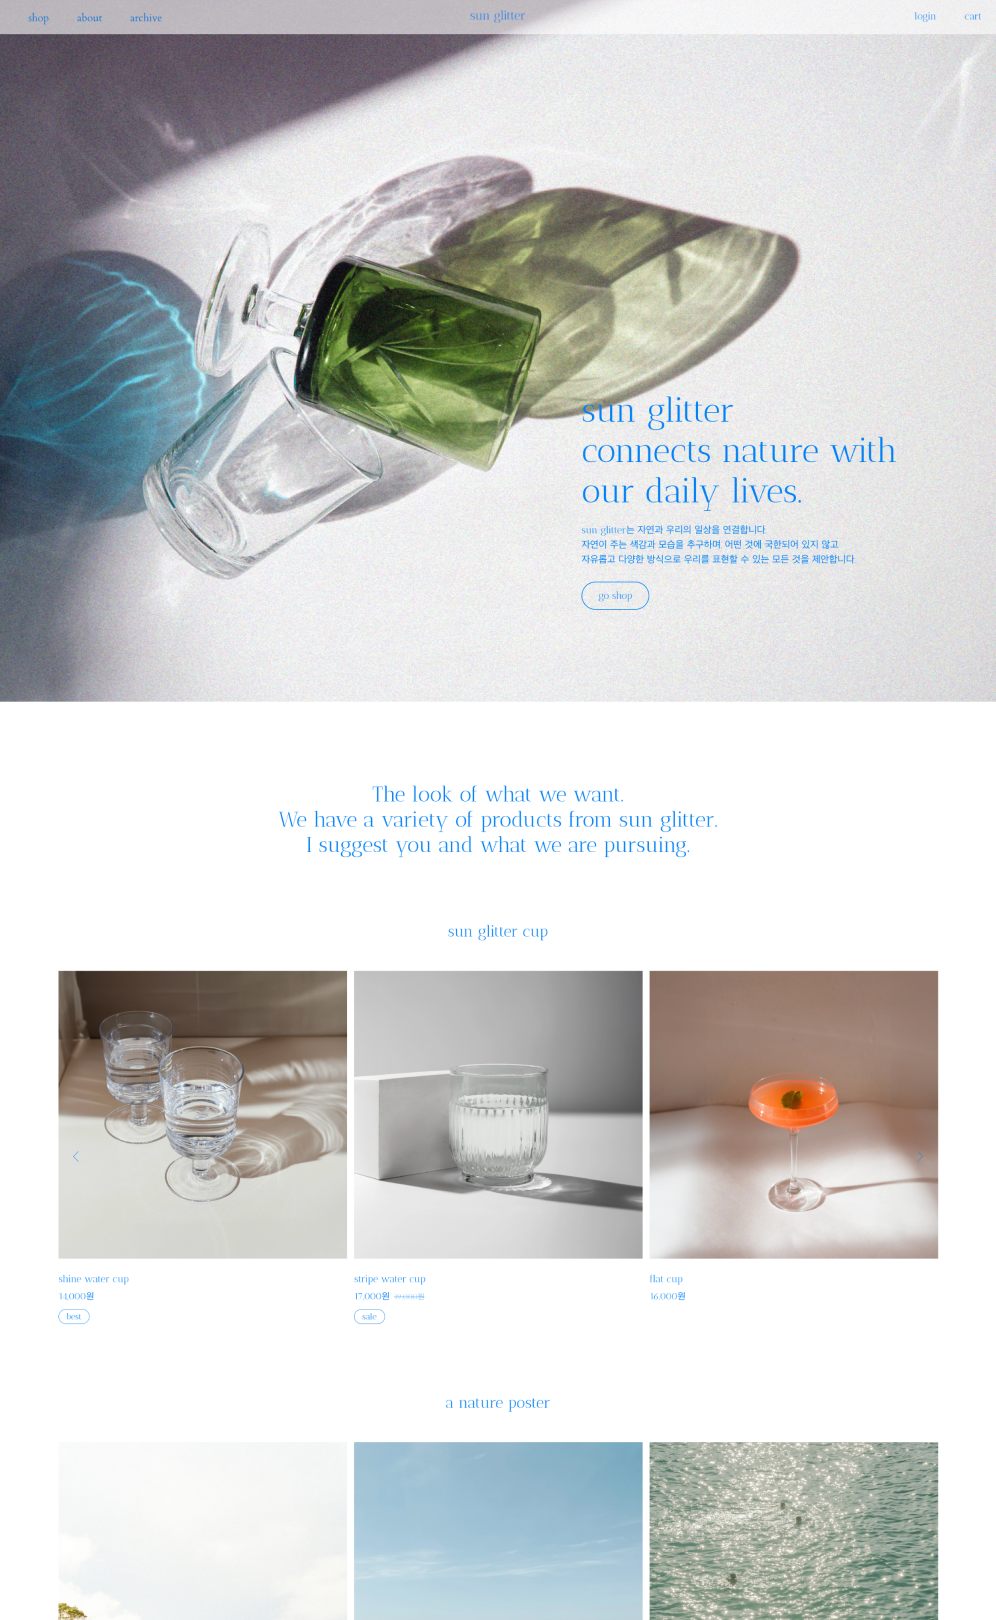 shop about archive
sun glitter
login cart
sun glitter
connects nature with
our daily lives.
sun glitter는 자연과 우리의 일상을 연결합니다.
자연이 주는 색감과 모습을 추구하며, 어떤 것에 국한되어 있지 않고
자유롭고 다양한 방식으로 우리를 표현할 수 있는 모든 것을 제안합니다.
go shop
The look of what we want.
We have a variety of products from sun glitter.
I suggest you and what we are pursuing.
sun glitter cup
shine water cup
14,000원
best
stripe water cup
17,000원
sale
flat cup
16,000원
a nature poster